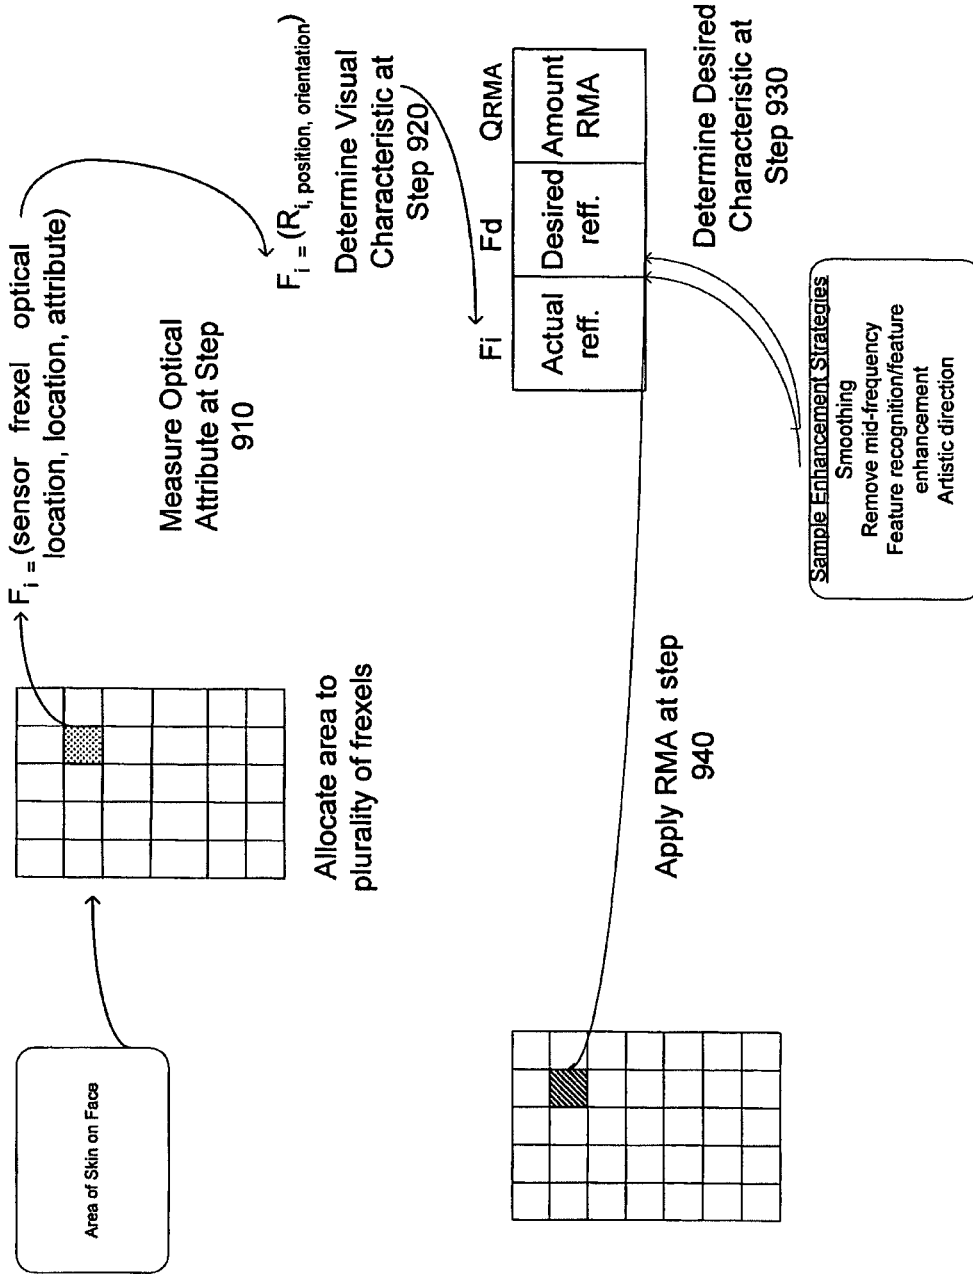 Area of Skin on Face
Allocate area to
plurality of frexels
F i = (sensor frexel optical
location, location, attribute)
Measure Optical
Attribute at Step
910
F i = (R i, position, orientation)
Determine Visual
Characteristic at
Step 920
Fi Fd QRMA
Actual Desired Amount
reff. reff. RMA
Determine Desired
Characteristic at
Step 930
Sample Enhancement Strategies
Smoothing
Remove mid-frequency
Feature recognition/feature
enhancement
Artistic direction
Apply RMA at step
940